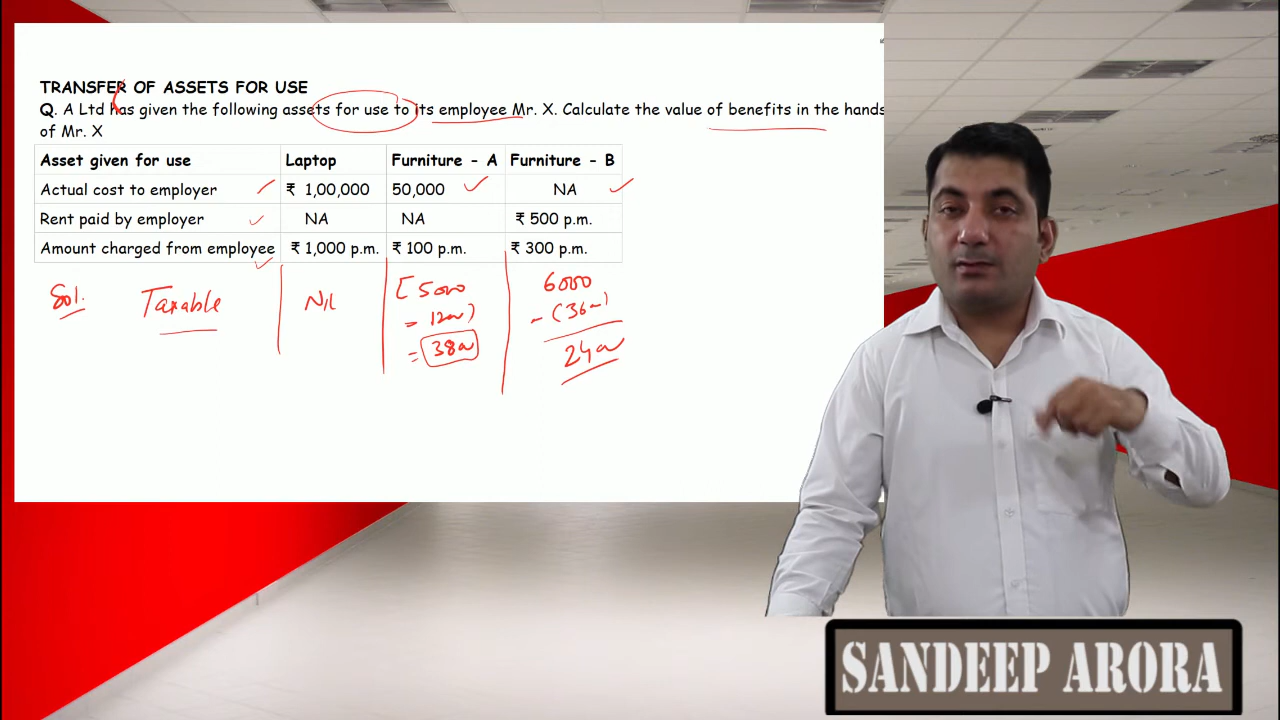 TRANSFER OF ASSETS FOR USE
Q. A Ltd has given the following assets for use to its employee Mr. X. Calculate the value of benefits in the hands
of Mr. X
Asset given for use Laptop Furniture - A Furniture - B
Actual cost to employer ₹ 1,00,000 50,000 NA
Rent paid by employer NA NA ₹ 500 p.m.
Amount charged from employee ₹ 1,000 p.m. ₹ 100 p.m. ₹ 300 p.m.
Sol. Taxable Nil [5000 6000
- 1200) - (3600)
= 3800 2400
SANDEEP ARORA